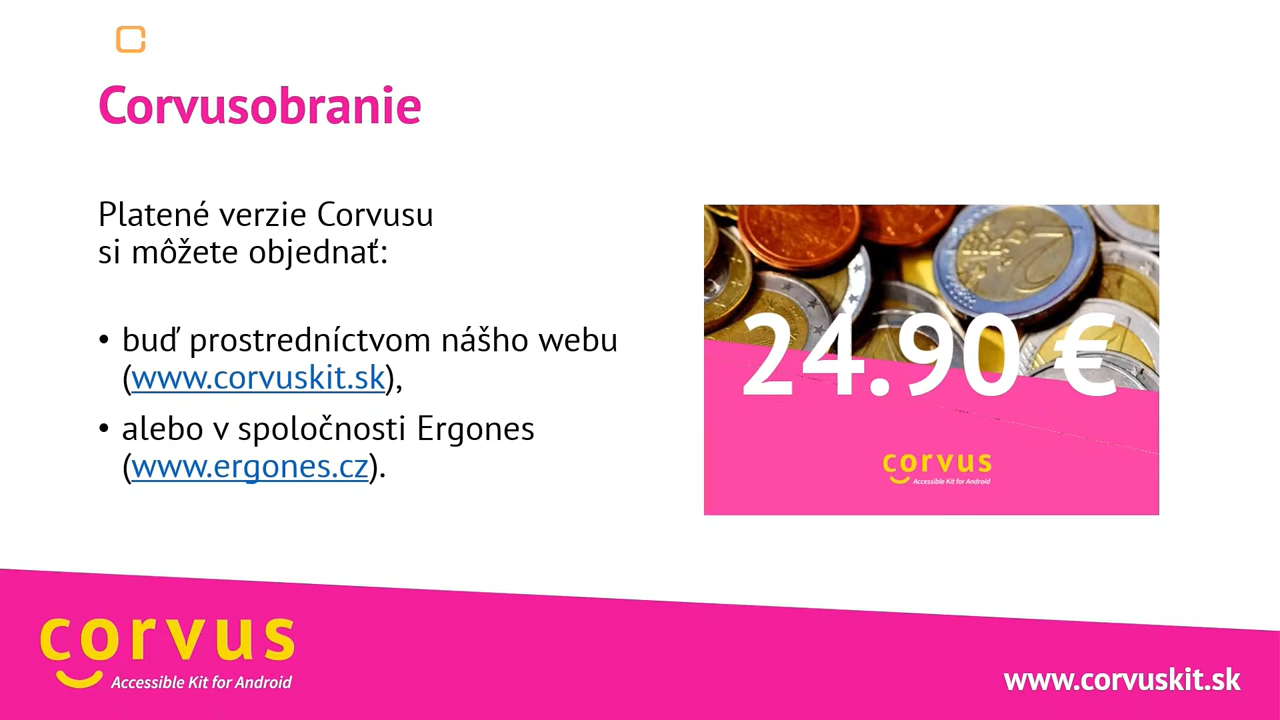 Corvusobranie
Platené verzie Corvusu
si môžete objednať:
• buď prostredníctvom nášho webu
(www.corvuskit.sk),
• alebo v spoločnosti Ergones
(www.ergones.cz).
24.90 €
corvus
Accessible Kit for Android
corvus
Accessible Kit for Android
www.corvuskit.sk